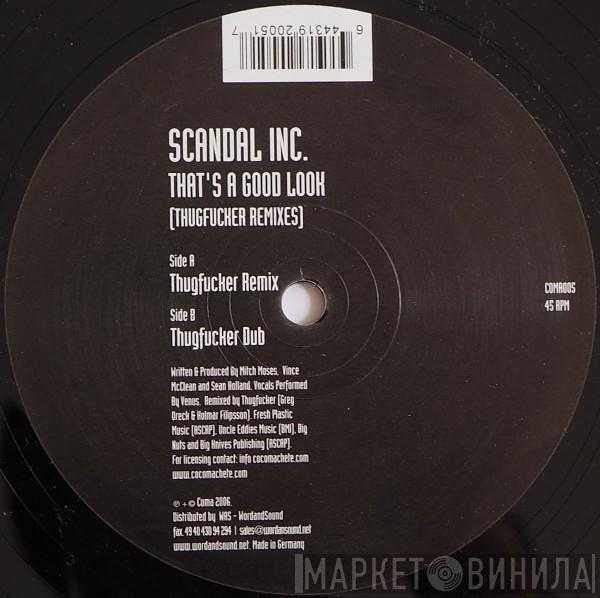 6 44319 20051 7
SCANDAL INC.
THAT'S A GOOD LOOK
(THUGFUCKER REMIXES)
Side A
Thugfucker Remix
Side B
Thugfucker Dub
COMA005
45 RPM
Written & Produced By Mitch Moses, Vince
McClean and Sean Holland. Vocals Performed
By Venus. Remixed by Thugfucker (Greg
Oreck & Holmar Filipsson). Fresh Plastic
Music (ASCAP), Uncle Eddies Music (BMI), Big
Nuts and Big Knives Publishing (ASCAP).
For licensing contact: info cocomachete.com
www.cocomachete.com
℗ + © Coma 2006.
Distributed by WAS - WordandSound
fax. 49 40 430 94 294 | sales@wordansound.net
www.wordandsound.net. Made in Germany
МАРКЕТ ВИНИЛА